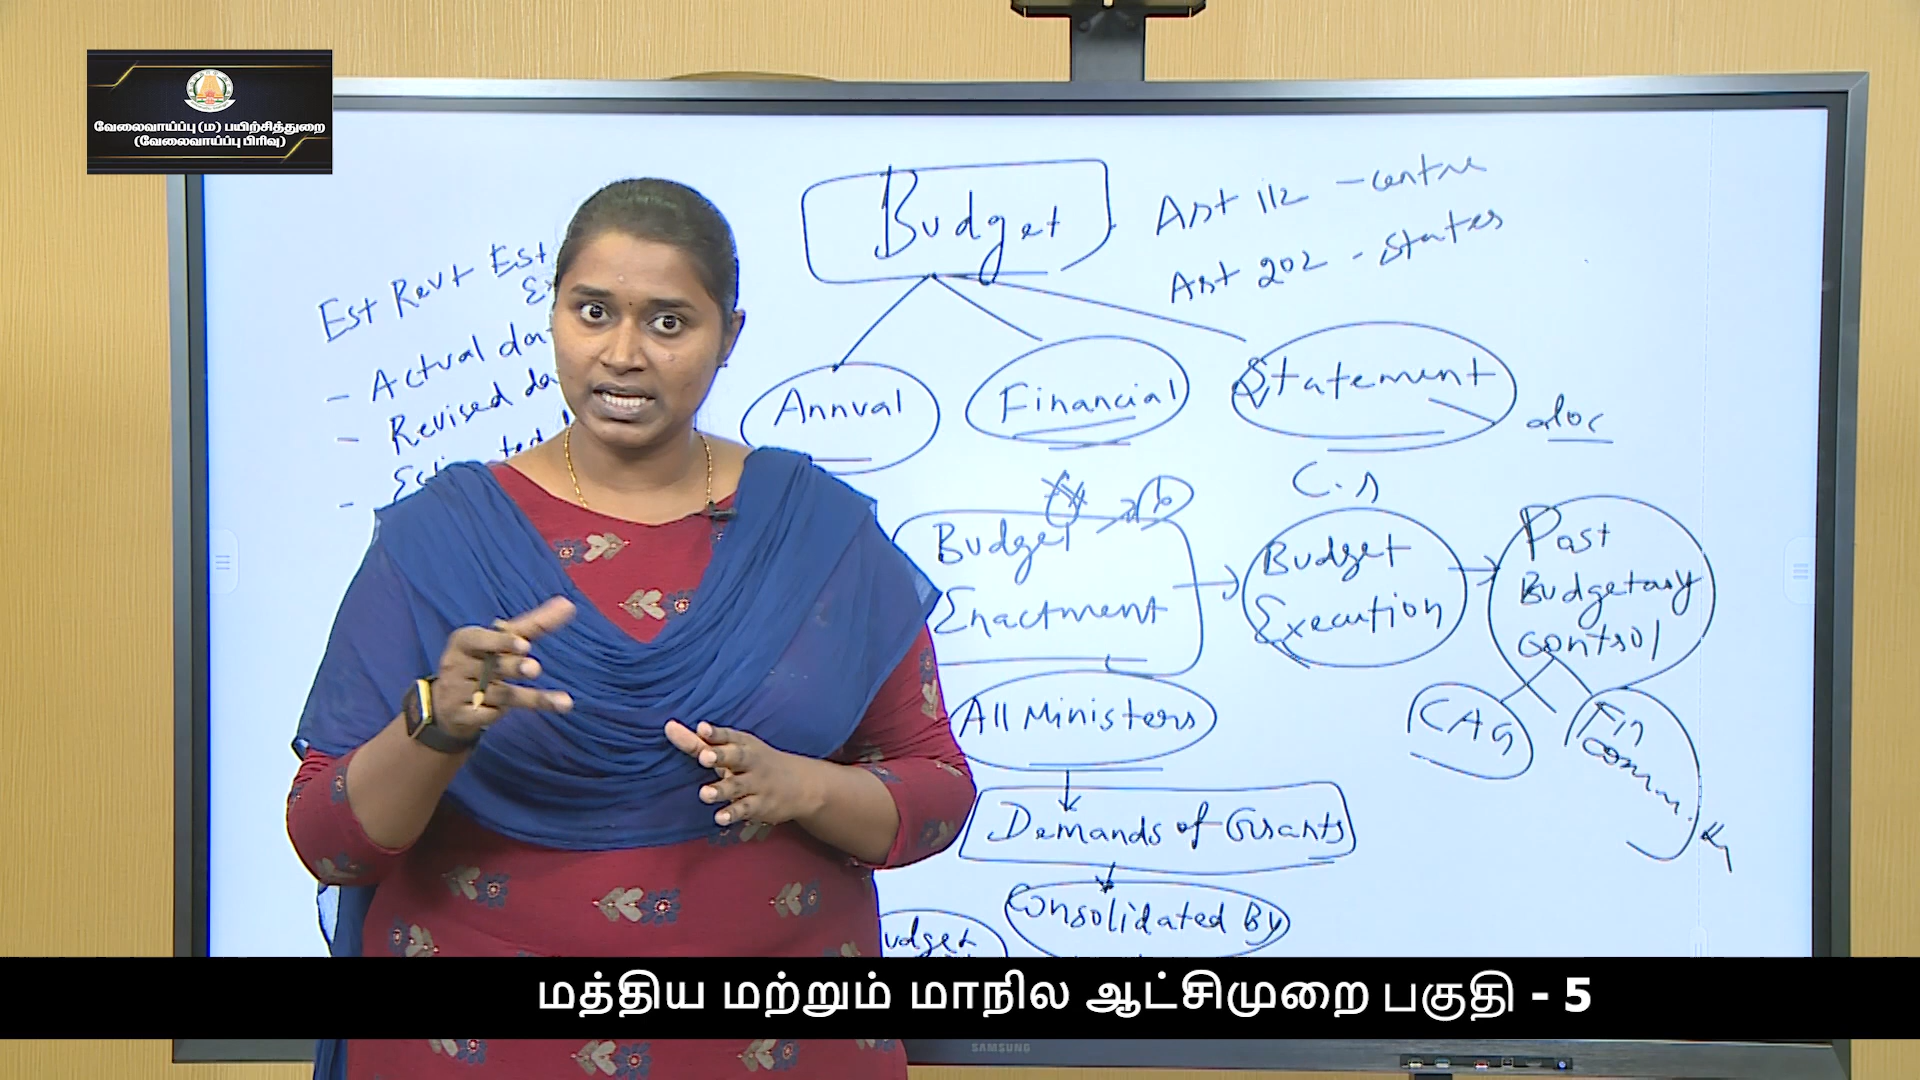 வேலைவாய்ப்பு (ம) பயிற்சித்துறை
(வேலைவாய்ப்பு பிரிவு)
Budget
Art 112 - centre
Art 202 - States
Est Revt Est
- Actual
- Revised
-
Annual
Financial
Statement
Budget
Enactment
Budget
Execution
Post
Budgetary
control
All Ministers
CAG
Fin
Comm.
Demands of Grants
Consolidated By
மத்திய மற்றும் மாநில ஆட்சிமுறை பகுதி - 5
SAMSUNG